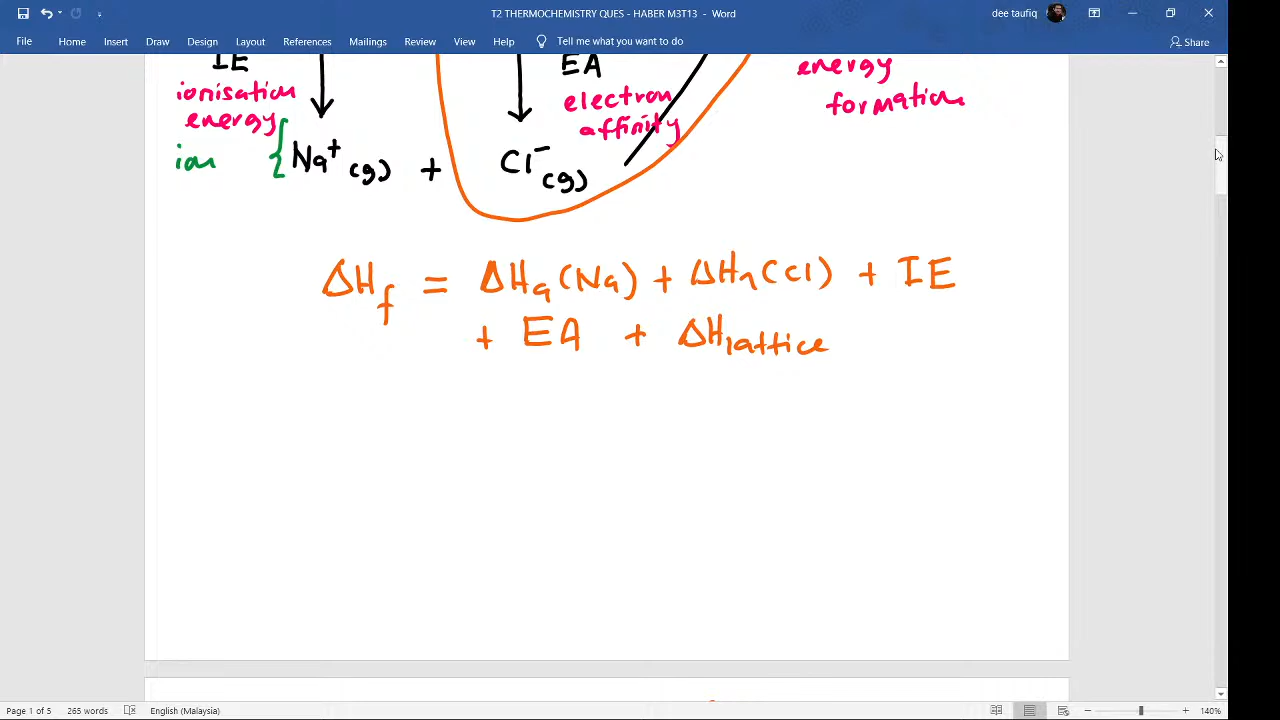 T2 THERMOCHEMISTRY QUES - HABER M3T13 - Word
dee taufiq
File Home Insert Draw Design Layout References Mailings Review View Help Tell me what you want to do
Share
IE
EA
energy
ionisation
electron
formation
energy
affinity
ion { Na⁺(g) + Cl⁻(g)
ΔHf = ΔHa(Na) + ΔHa(Cl) + IE
+ EA + ΔHlattice
Page 1 of 5 265 words English (Malaysia)
140%